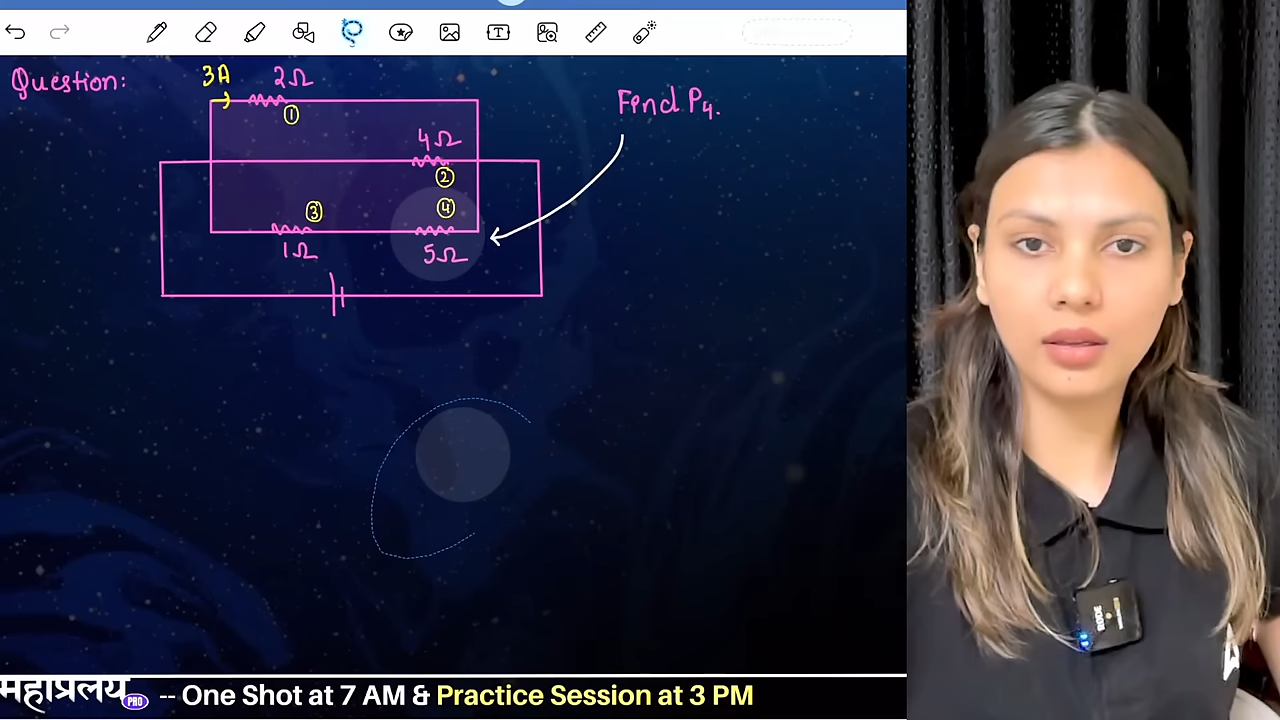 Question:
3A
2Ω
①
Find P4.
4Ω
②
③
④
1Ω
5Ω
महाप्रलय PRO -- One Shot at 7 AM & Practice Session at 3 PM
RODE